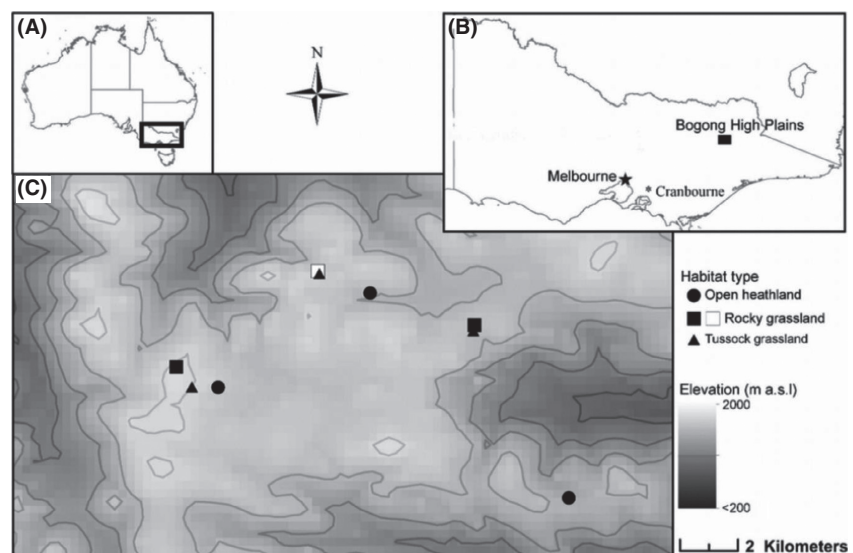 (A)
N
(B)
Bogong High Plains
Melbourne
Cranbourne
(C)
Habitat type
Open heathland
Rocky grassland
Tussock grassland
Elevation (m a.s.l)
2000
<200
2 Kilometers